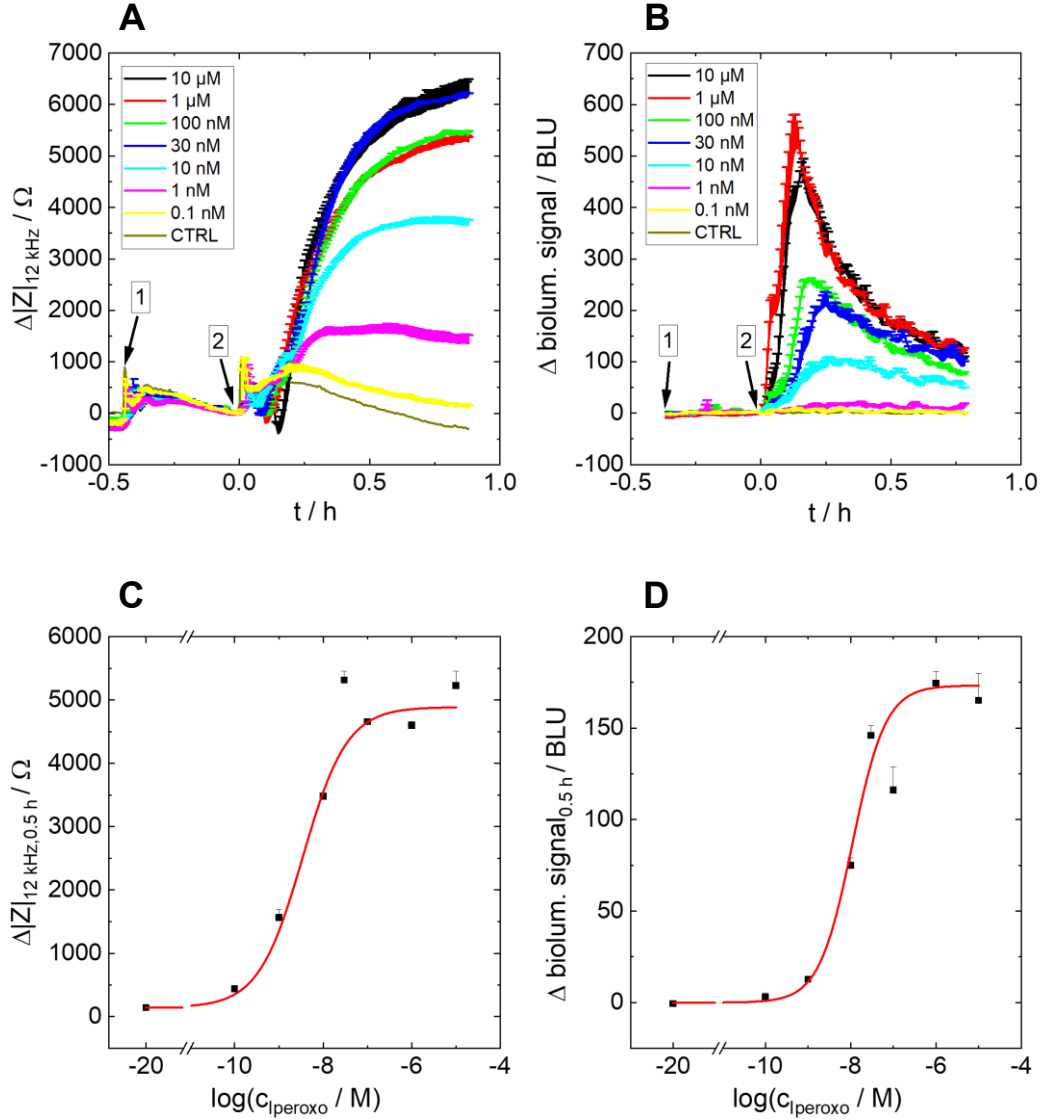 A
Δ|Z|12 kHz / Ω
7000
6000
5000
4000
3000
2000
1000
0
-1000
10 µM
1 µM
100 nM
30 nM
10 nM
1 nM
0.1 nM
CTRL
1
2
-0.5 0.0 0.5 1.0
t / h
B
Δ biolum. signal / BLU
700
600
500
400
300
200
100
0
-100
10 µM
1 µM
100 nM
30 nM
10 nM
1 nM
0.1 nM
CTRL
1
2
-0.5 0.0 0.5 1.0
t / h
C
Δ|Z|12 kHz,0.5 h / Ω
6000
5000
4000
3000
2000
1000
0
-20 -10 -8 -6 -4
log(cIperoxo / M)
D
Δ biolum. signal0.5 h / BLU
200
150
100
50
0
-20 -10 -8 -6 -4
log(cIperoxo / M)